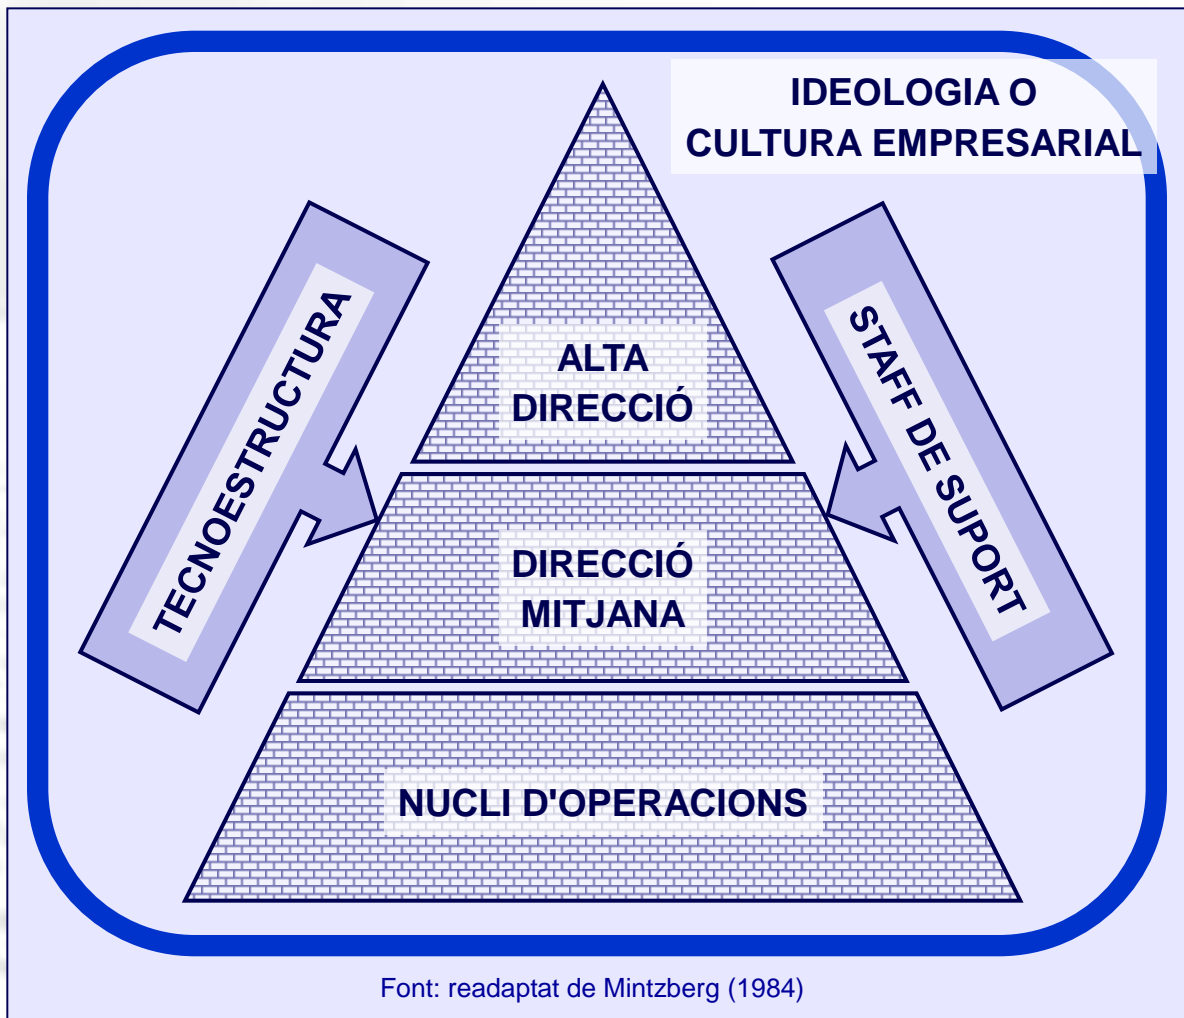 IDEOLOGIA O
CULTURA EMPRESARIAL
TECNOESTRUCTURA
STAFF DE SUPORT
ALTA
DIRECCIÓ
DIRECCIÓ
MITJANA
NUCLI D'OPERACIONS
Font: readaptat de Mintzberg (1984)